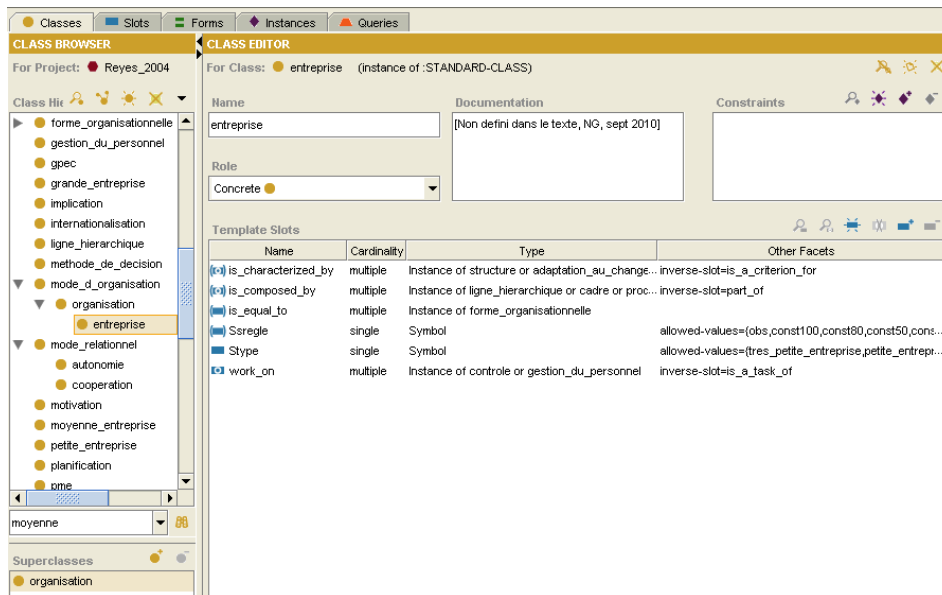 Classes Slots Forms Instances Queries
CLASS BROWSER
For Project: Reyes_2004
Class Hie
forme_organisationnelle
gestion_du_personnel
gpec
grande_entreprise
implication
internationalisation
ligne_hierarchique
methode_de_decision
mode_d_organisation
organisation
entreprise
mode_relationnel
autonomie
cooperation
motivation
moyenne_entreprise
petite_entreprise
planification
pme
moyenne
Superclasses
organisation
CLASS EDITOR
For Class: entreprise (instance of :STANDARD-CLASS)
Name
entreprise
Role
Concrete
Documentation
[Non defini dans le texte, NG, sept 2010]
Constraints
Template Slots
Name Cardinality Type Other Facets
is_characterized_by multiple Instance of structure or adaptation_au_change... inverse-slot=is_a_criterion_for
is_composed_by multiple Instance of ligne_hierarchique or cadre or proc... inverse-slot=part_of
is_equal_to multiple Instance of forme_organisationnelle
Ssregle single Symbol allowed-values={obs,const100,const80,const50,cons...
Stype single Symbol allowed-values={tres_petite_entreprise,petite_entrepr...
work_on multiple Instance of controle or gestion_du_personnel inverse-slot=is_a_task_of